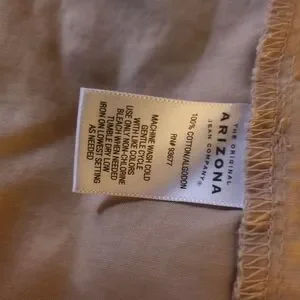 THE ORIGINAL
ARIZONA
JEAN COMPANY®
100% COTTON/ALGODON
RN# 93677
MACHINE WASH COLD
GENTLE CYCLE
WITH LIKE COLORS
USE ONLY NON-CHLORINE
BLEACH WHEN NEEDED
TUMBLE DRY LOW
IRON ON LOWEST SETTING
AS NEEDED